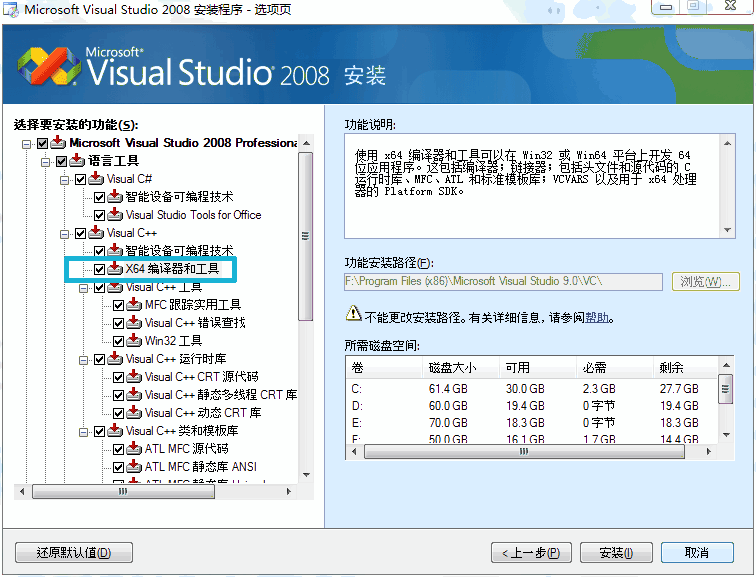 Microsoft Visual Studio 2008 安装程序 - 选项页
Microsoft®
Visual Studio® 2008 安装
选择要安装的功能(S):
Microsoft Visual Studio 2008 Professiona
语言工具
Visual C#
智能设备可编程技术
Visual Studio Tools for Office
Visual C++
智能设备可编程技术
X64 编译器和工具
Visual C++ 工具
MFC 跟踪实用工具
Visual C++ 错误查找
Win32 工具
Visual C++ 运行时库
Visual C++ CRT 源代码
Visual C++ 静态多线程 CRT 库
Visual C++ 动态 CRT 库
Visual C++ 类和模板库
ATL MFC 源代码
ATL MFC 静态库 ANSI
功能说明:
使用 x64 编译器和工具可以在 Win32 或 Win64 平台上开发 64
位应用程序。这包括编译器；链接器；包括头文件和源代码的 C
运行时库、MFC、ATL 和标准模板库；VCVARS 以及用于 x64 处理
器的 Platform SDK。
功能安装路径(F):
F:\Program Files (x86)\Microsoft Visual Studio 9.0\VC\
浏览(W)...
不能更改安装路径。有关详细信息，请参阅帮助。
所需磁盘空间:
卷 磁盘大小 可用 必需 剩余
C: 61.4 GB 30.0 GB 2.3 GB 27.7 GB
D: 60.0 GB 19.4 GB 0 字节 19.4 GB
E: 70.0 GB 18.3 GB 0 字节 18.3 GB
F: 50.0 GB 16.1 GB 1.7 GB 14.4 GB
还原默认值(D)
< 上一步(P)
安装(I)
取消